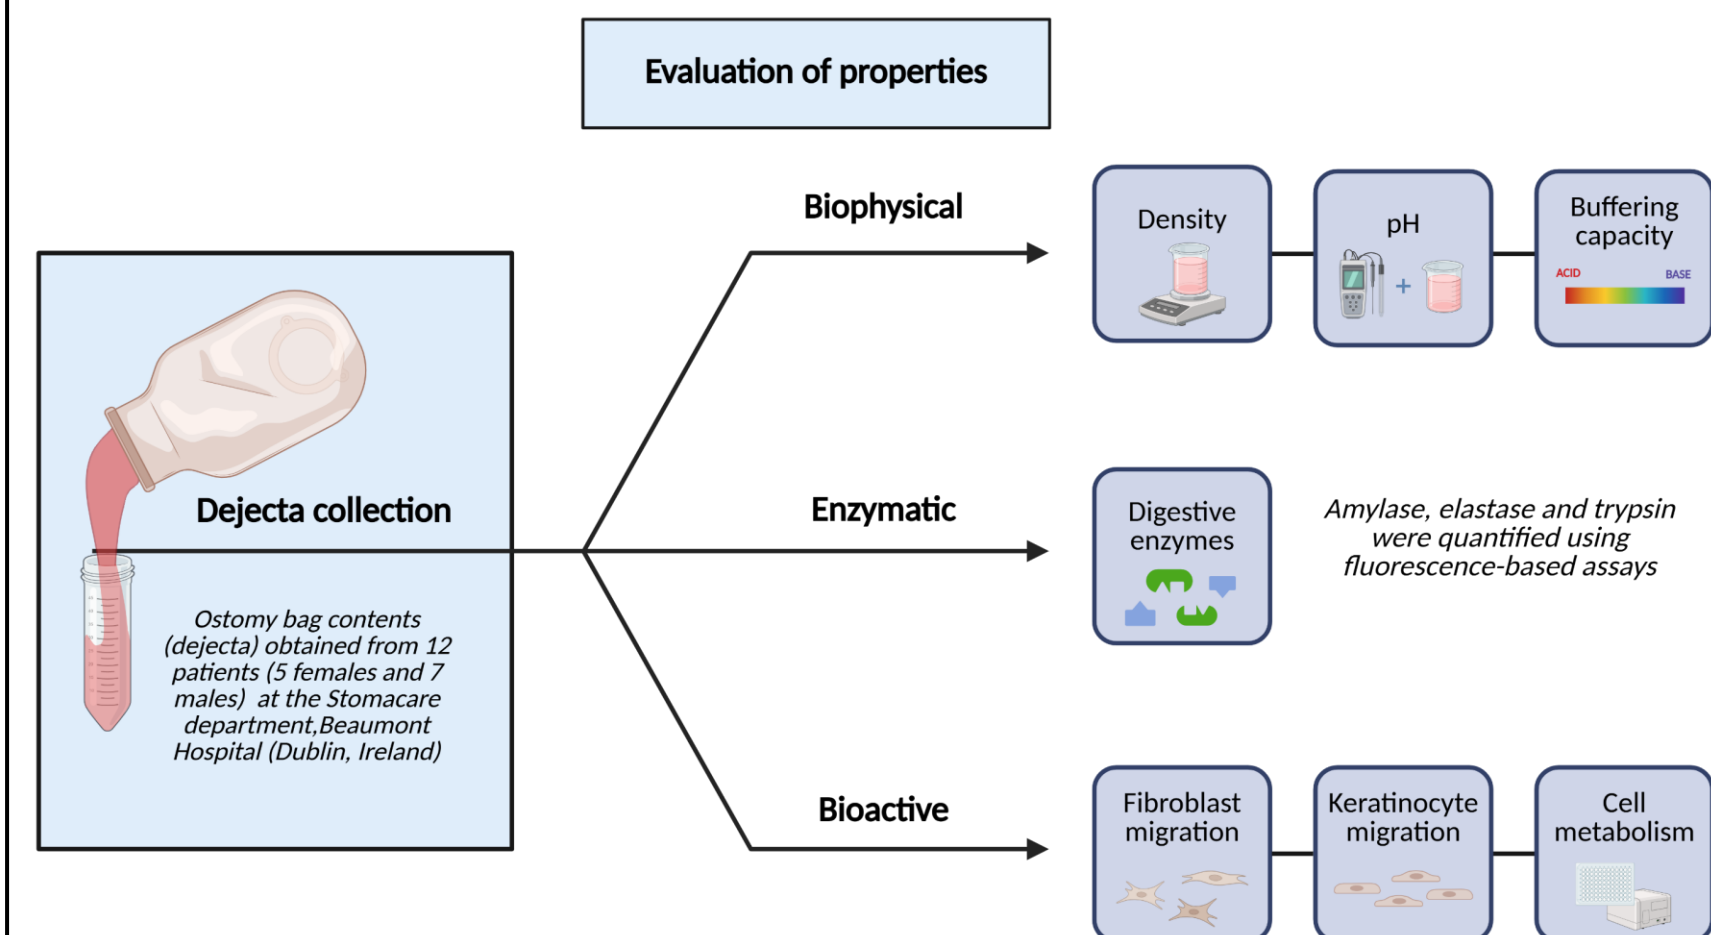 Evaluation of properties
Biophysical
Density
pH
Buffering
capacity
ACID
BASE
Dejecta collection
Ostomy bag contents
(dejecta) obtained from 12
patients (5 females and 7
males)  at the Stomacare
department,Beaumont
Hospital (Dublin, Ireland)
Enzymatic
Digestive
enzymes
Amylase, elastase and trypsin
were quantified using
fluorescence-based assays
Bioactive
Fibroblast
migration
Keratinocyte
migration
Cell
metabolism